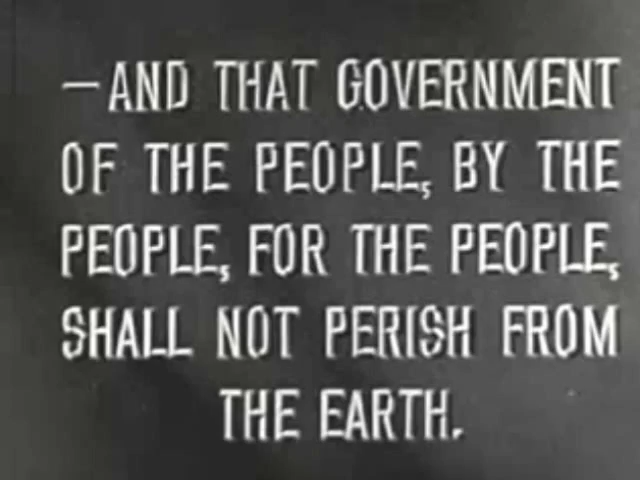 —AND THAT GOVERNMENT
OF THE PEOPLE, BY THE
PEOPLE, FOR THE PEOPLE,
SHALL NOT PERISH FROM
THE EARTH.